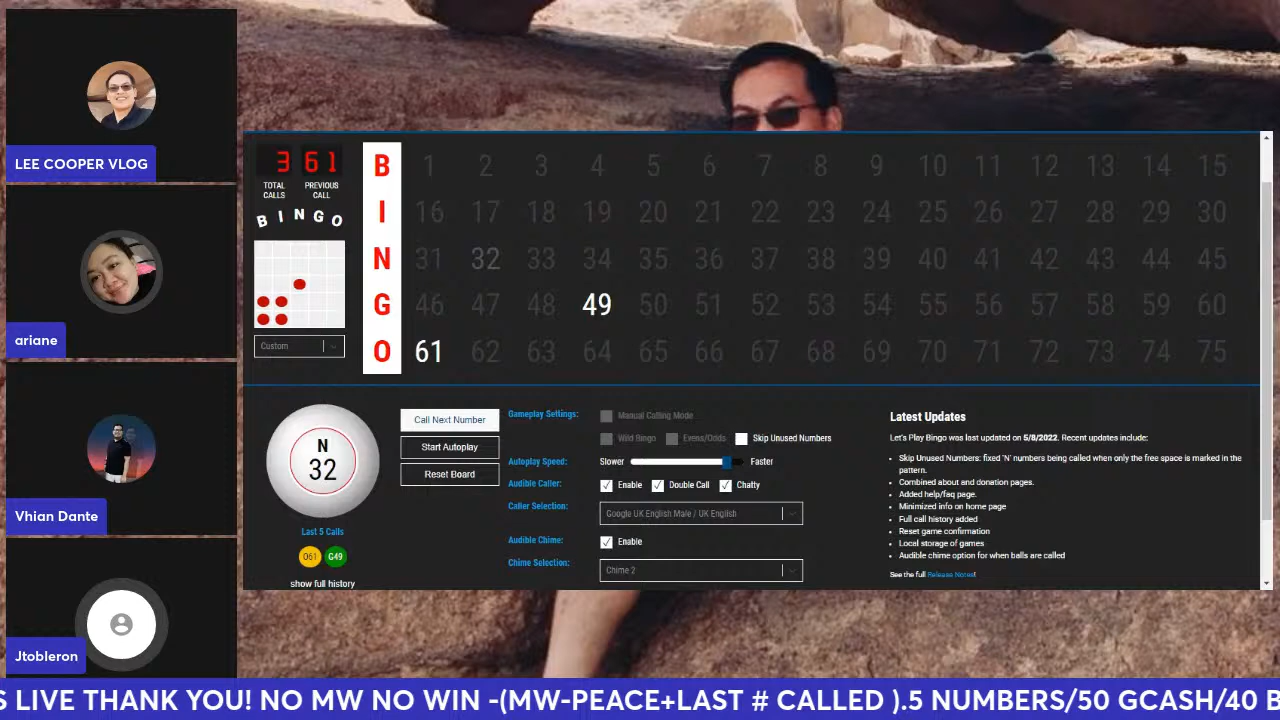 LEE COOPER VLOG
ariane
Vhian Dante
Jtobleron
3 61
TOTAL CALLS
PREVIOUS CALL
B I N G O
Custom
B 1 2 3 4 5 6 7 8 9 10 11 12 13 14 15
I 16 17 18 19 20 21 22 23 24 25 26 27 28 29 30
N 31 32 33 34 35 36 37 38 39 40 41 42 43 44 45
G 46 47 48 49 50 51 52 53 54 55 56 57 58 59 60
O 61 62 63 64 65 66 67 68 69 70 71 72 73 74 75
N
32
Last 5 Calls
O61 G49
show full history
Call Next Number
Start Autoplay
Reset Board
Gameplay Settings: Manual Calling Mode
Wild Bingo Evens/Odds Skip Unused Numbers
Autoplay Speed: Slower Faster
Audible Caller: Enable Double Call Chatty
Caller Selection: Google UK English Male / UK English
Audible Chime: Enable
Chime Selection: Chime 2
Latest Updates
Let's Play Bingo was last updated on 5/8/2022. Recent updates include:
Skip Unused Numbers: fixed 'N' numbers being called when only the free space is marked in the
pattern.
Combined about and donation pages.
Added help/faq page.
Minimized info on home page
Full call history added
Reset game confirmation
Local storage of games
Audible chime option for when balls are called
See the full Release Notes!
S LIVE THANK YOU! NO MW NO WIN -(MW-PEACE+LAST # CALLED ).5 NUMBERS/50 GCASH/40 B